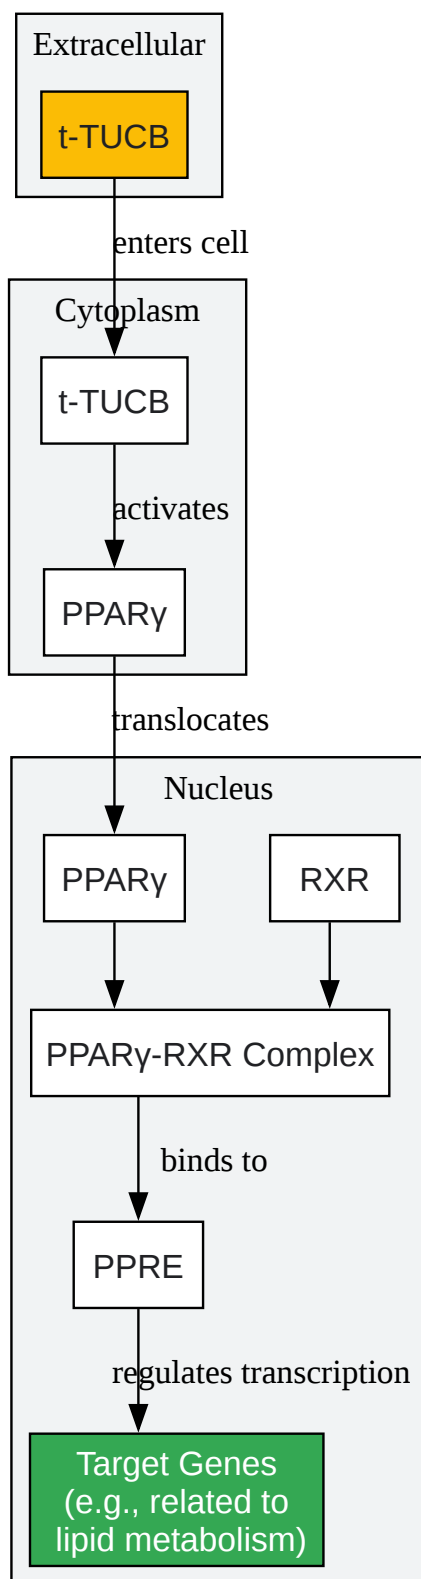 Extracellular
t-TUCB
enters cell
Cytoplasm
t-TUCB
activates
PPARγ
translocates
Nucleus
PPARγ
RXR
PPARγ-RXR Complex
binds to
PPRE
regulates transcription
Target Genes
(e.g., related to
lipid metabolism)